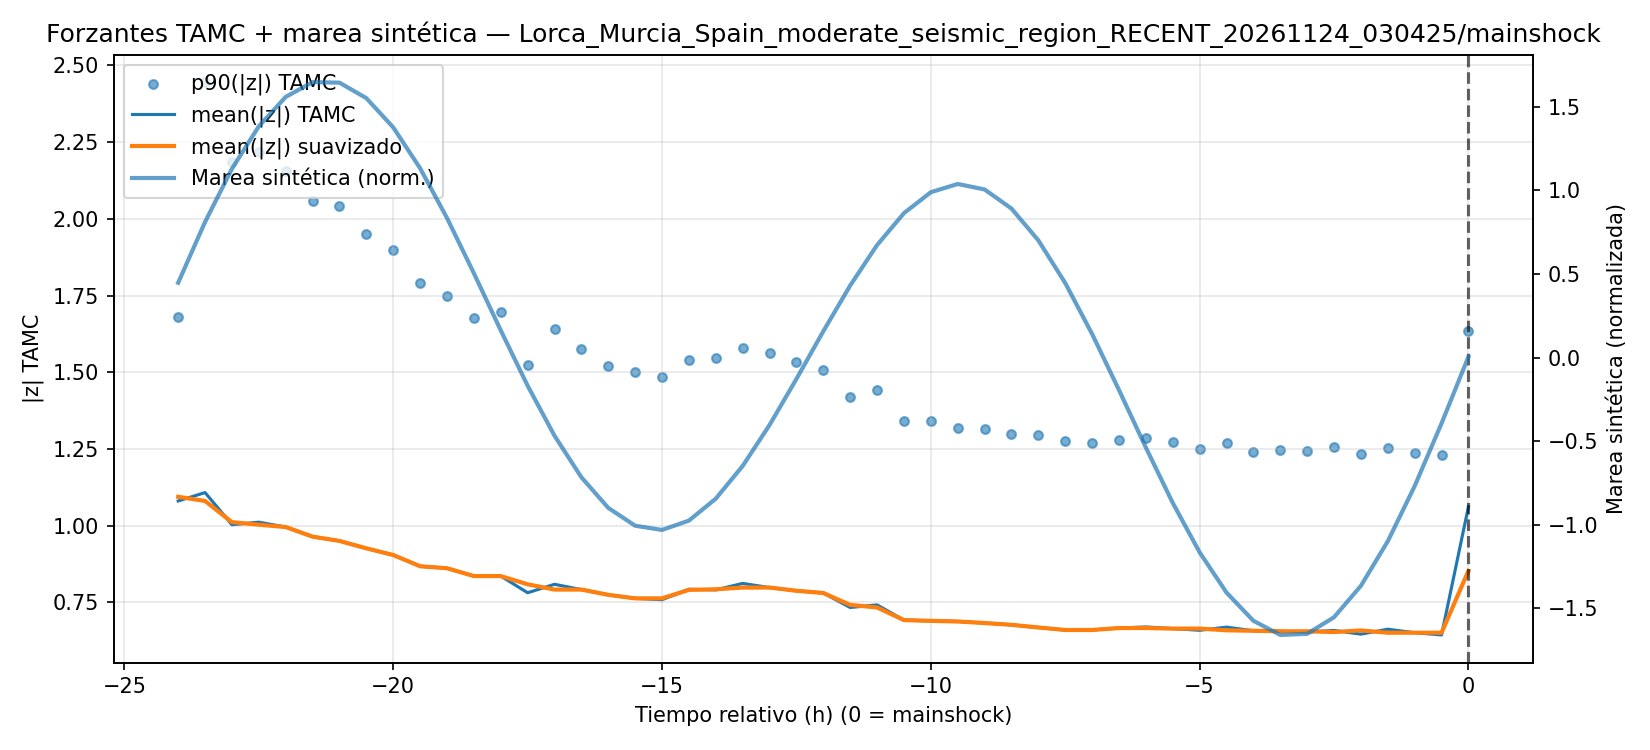 Forzantes TAMC + marea sintética — Lorca_Murcia_Spain_moderate_seismic_region_RECENT_20261124_030425/mainshock
p90(|z|) TAMC
mean(|z|) TAMC
mean(|z|) suavizado
Marea sintética (norm.)
|z| TAMC
2.50
2.25
2.00
1.75
1.50
1.25
1.00
0.75
1.5
1.0
0.5
0.0
−0.5
−1.0
−1.5
Marea sintética (normalizada)
−25
−20
−15
−10
−5
0
Tiempo relativo (h) (0 = mainshock)